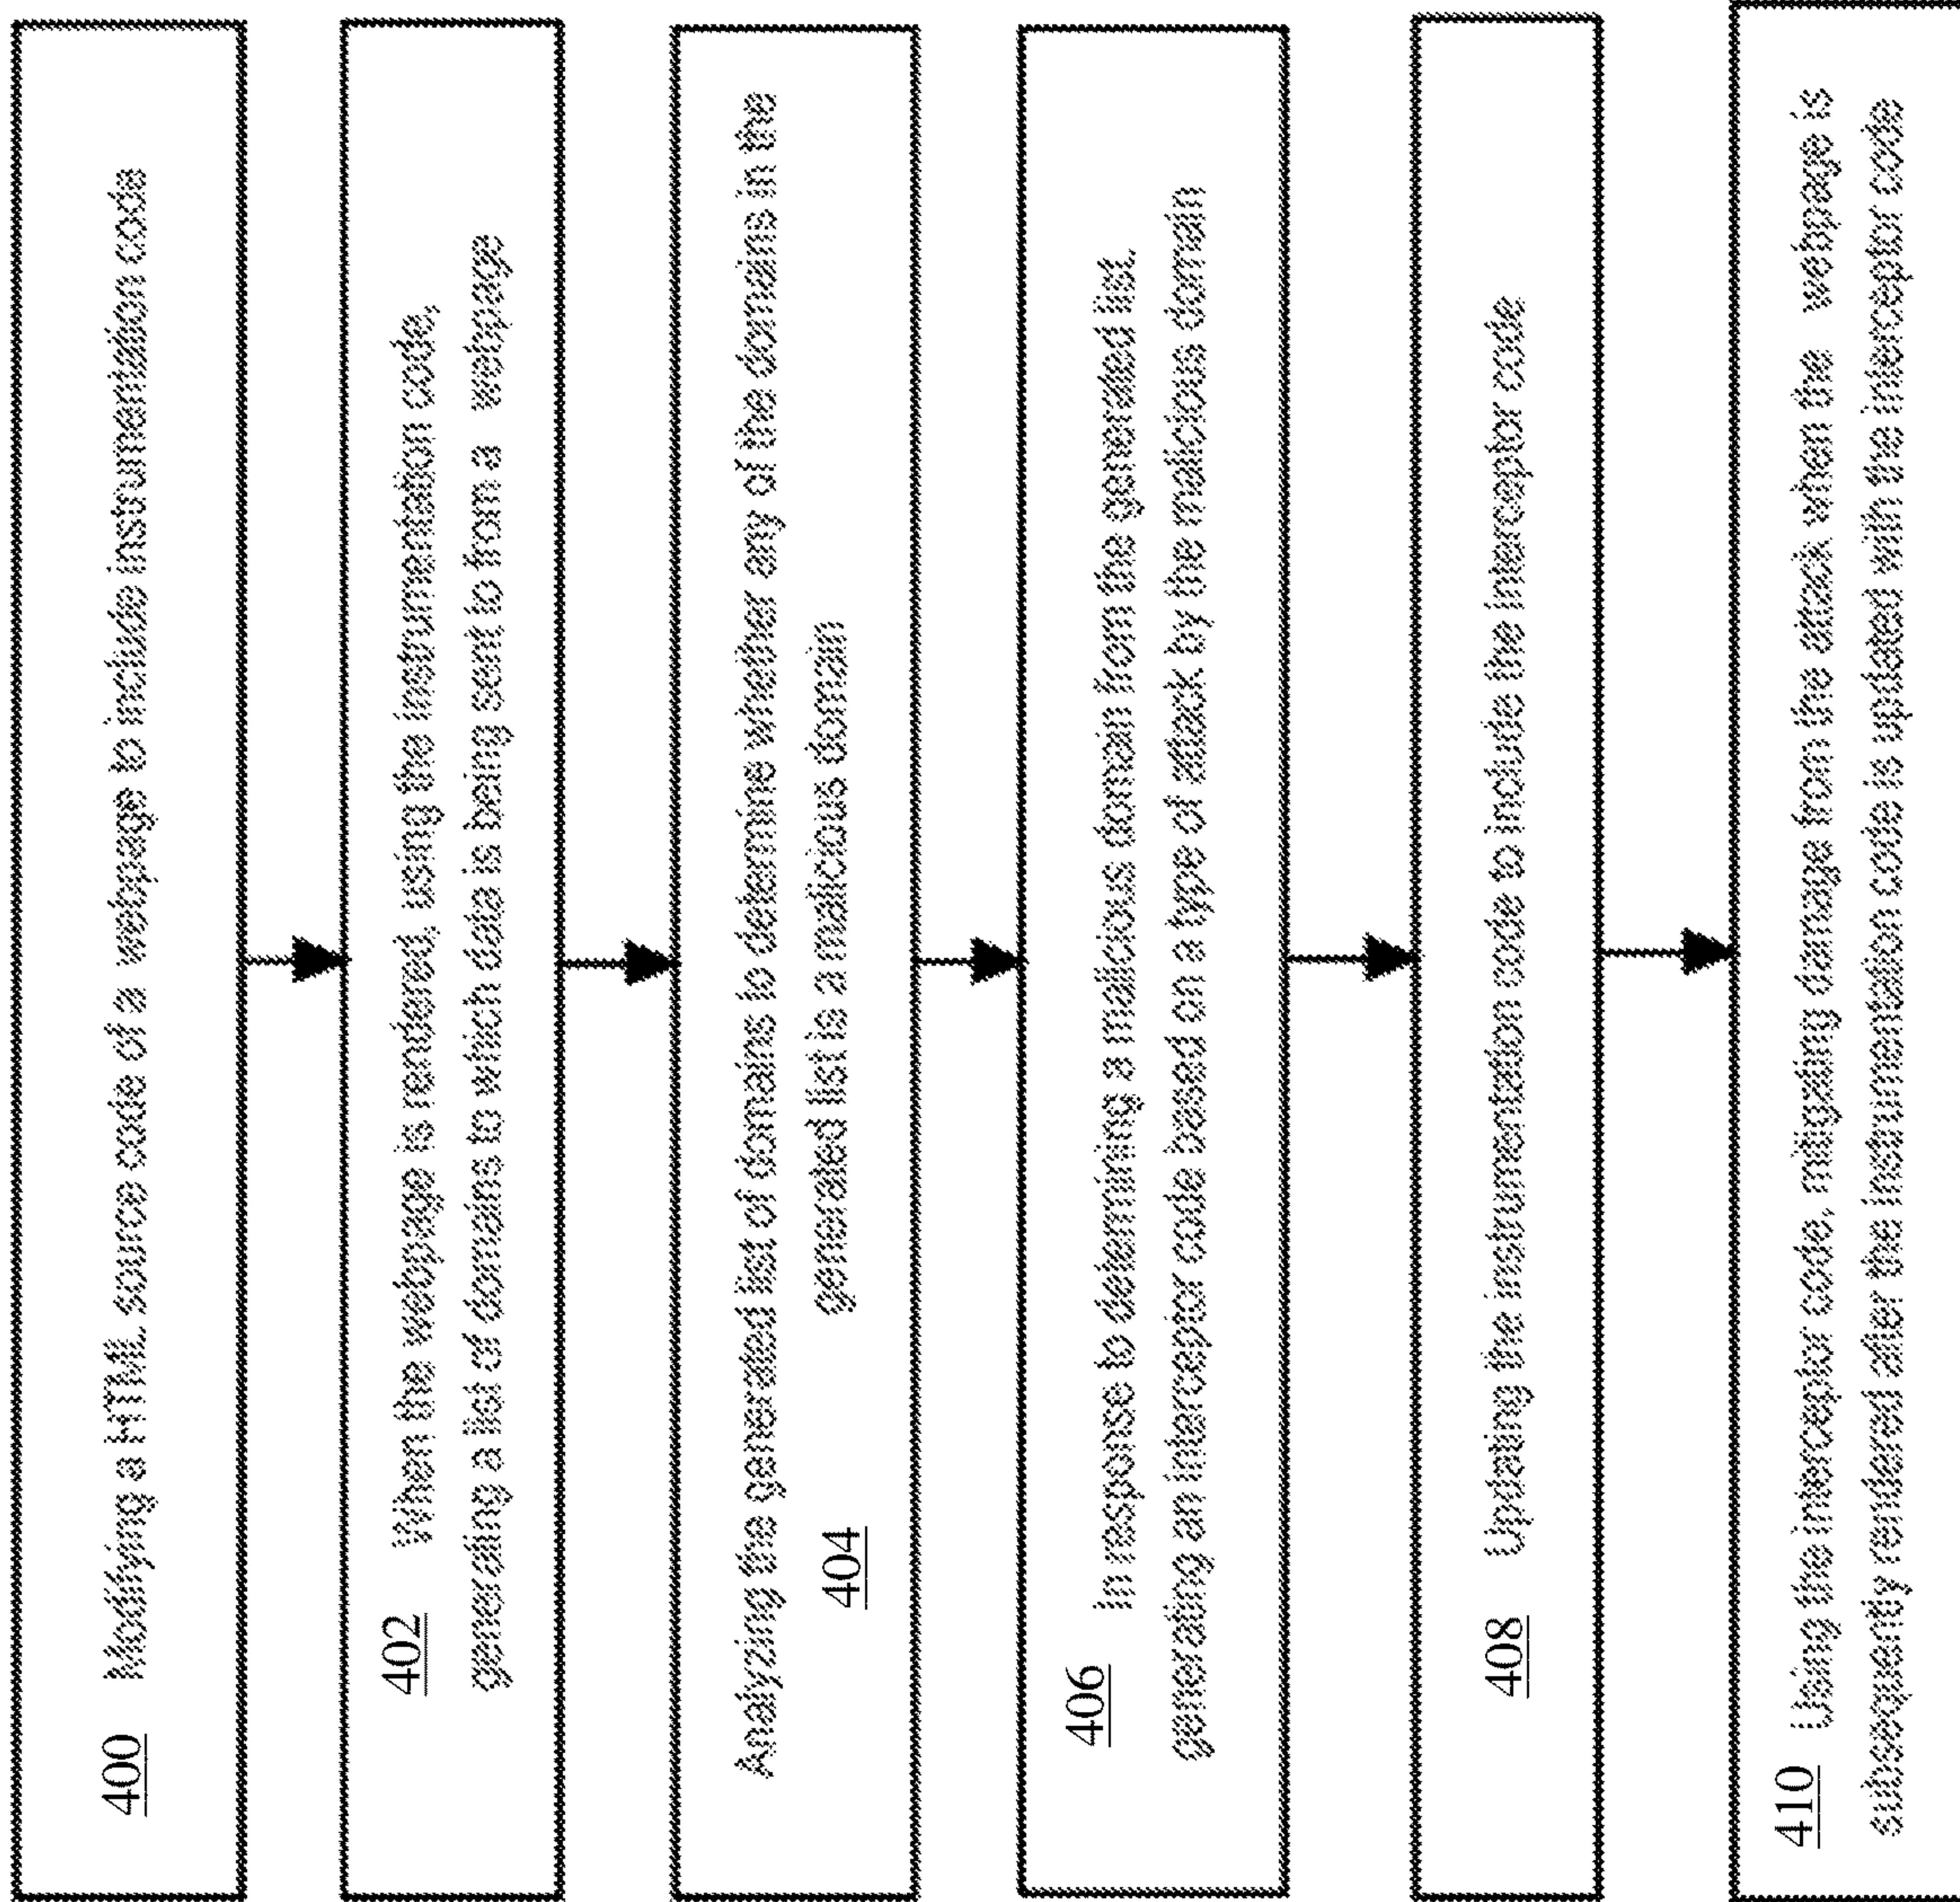 400 Modifying a HTML source code of a webpage to include instrumentation code
402 When the webpage is rendered, using the instrumentation code,
generating a list of domains to which data is being sent to from a webpage
Analyzing the generated list of domains to determine whether any of the domains in the
404 generated list is a malicious domain
406 In response to determining a malicious domain from the generated list,
generating an interceptor code based on a type of attack by the malicious domain
408 Updating the instrumentation code to include the interceptor code
410 Using the interceptor code, mitigating damage from the attack when the webpage is
subsequently rendered after the instrumentation code is updated with the interceptor code